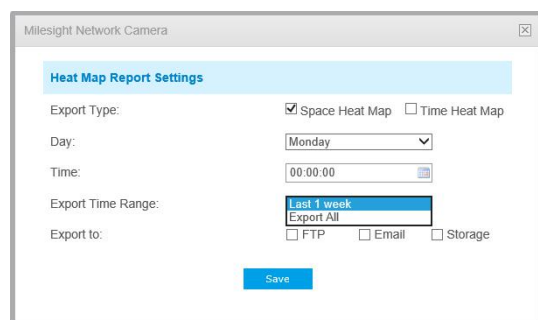 Milesight Network Camera
Heat Map Report Settings
Export Type: Space Heat Map Time Heat Map
Day: Monday
Time: 00:00:00
Export Time Range: Last 1 week
Export All
Export to: FTP Email Storage
Save